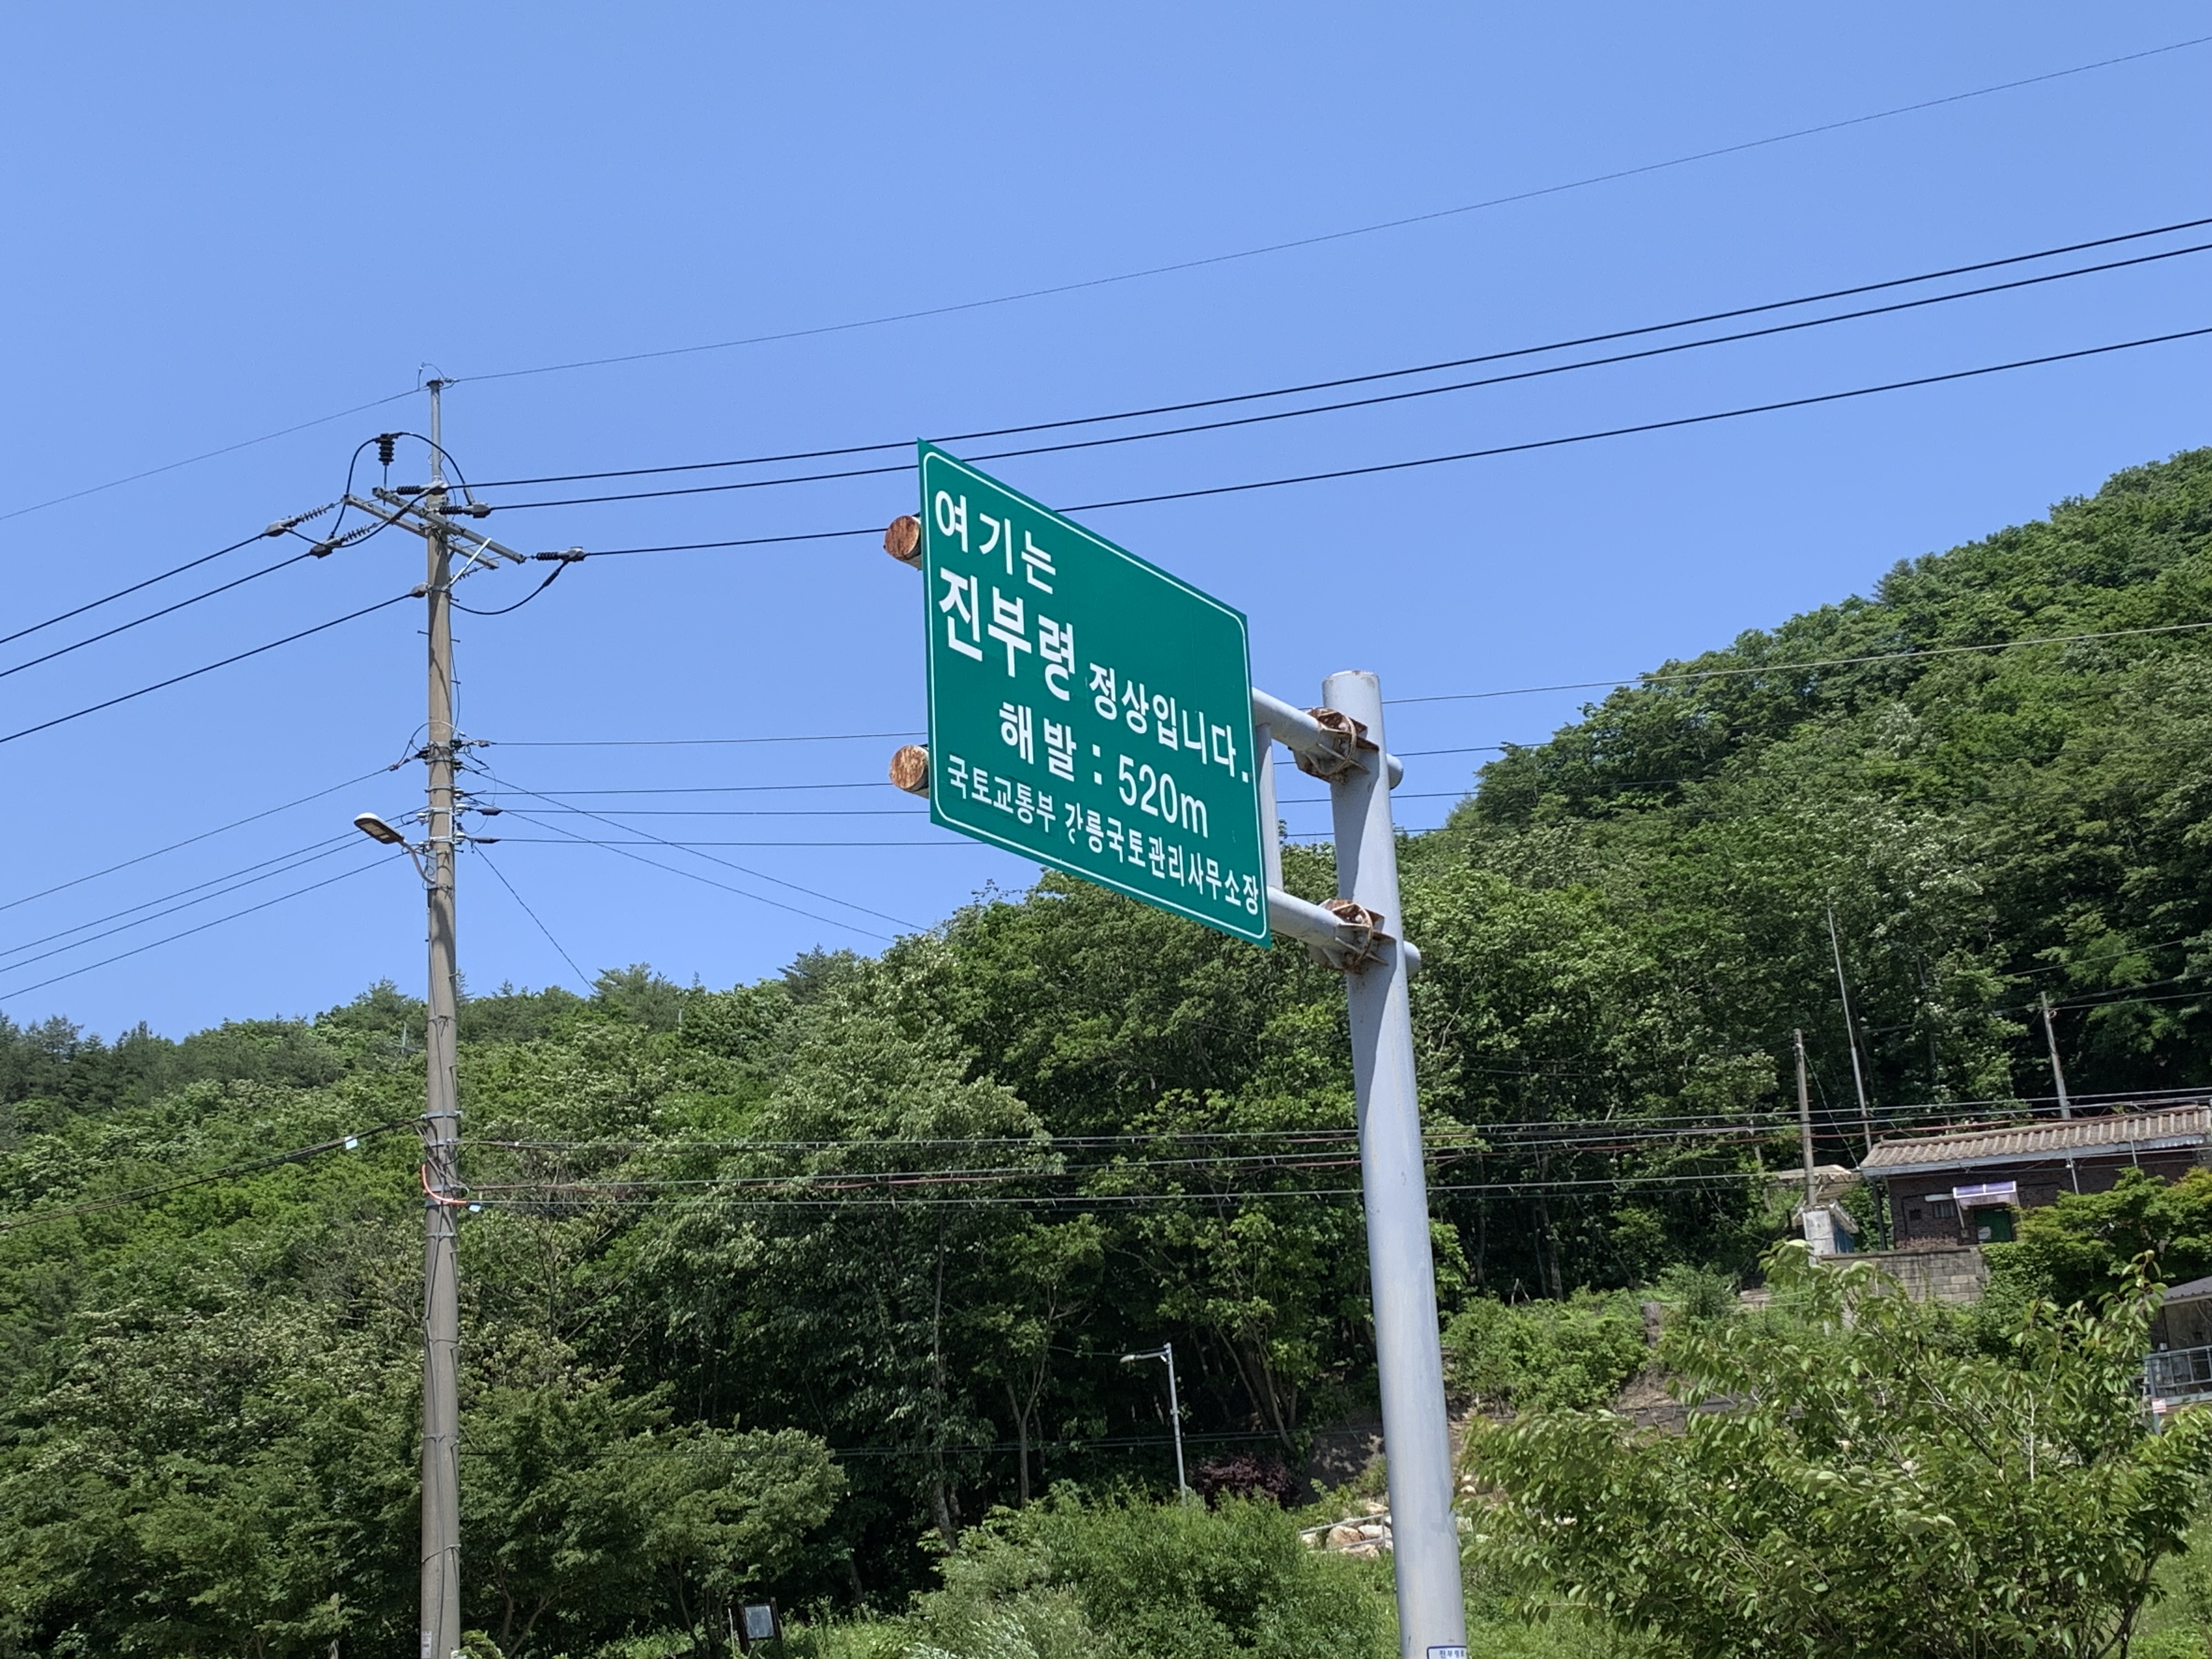 여기는
진부령 정상입니다.
해발 : 520m
국토교통부 강릉국토관리사무소장